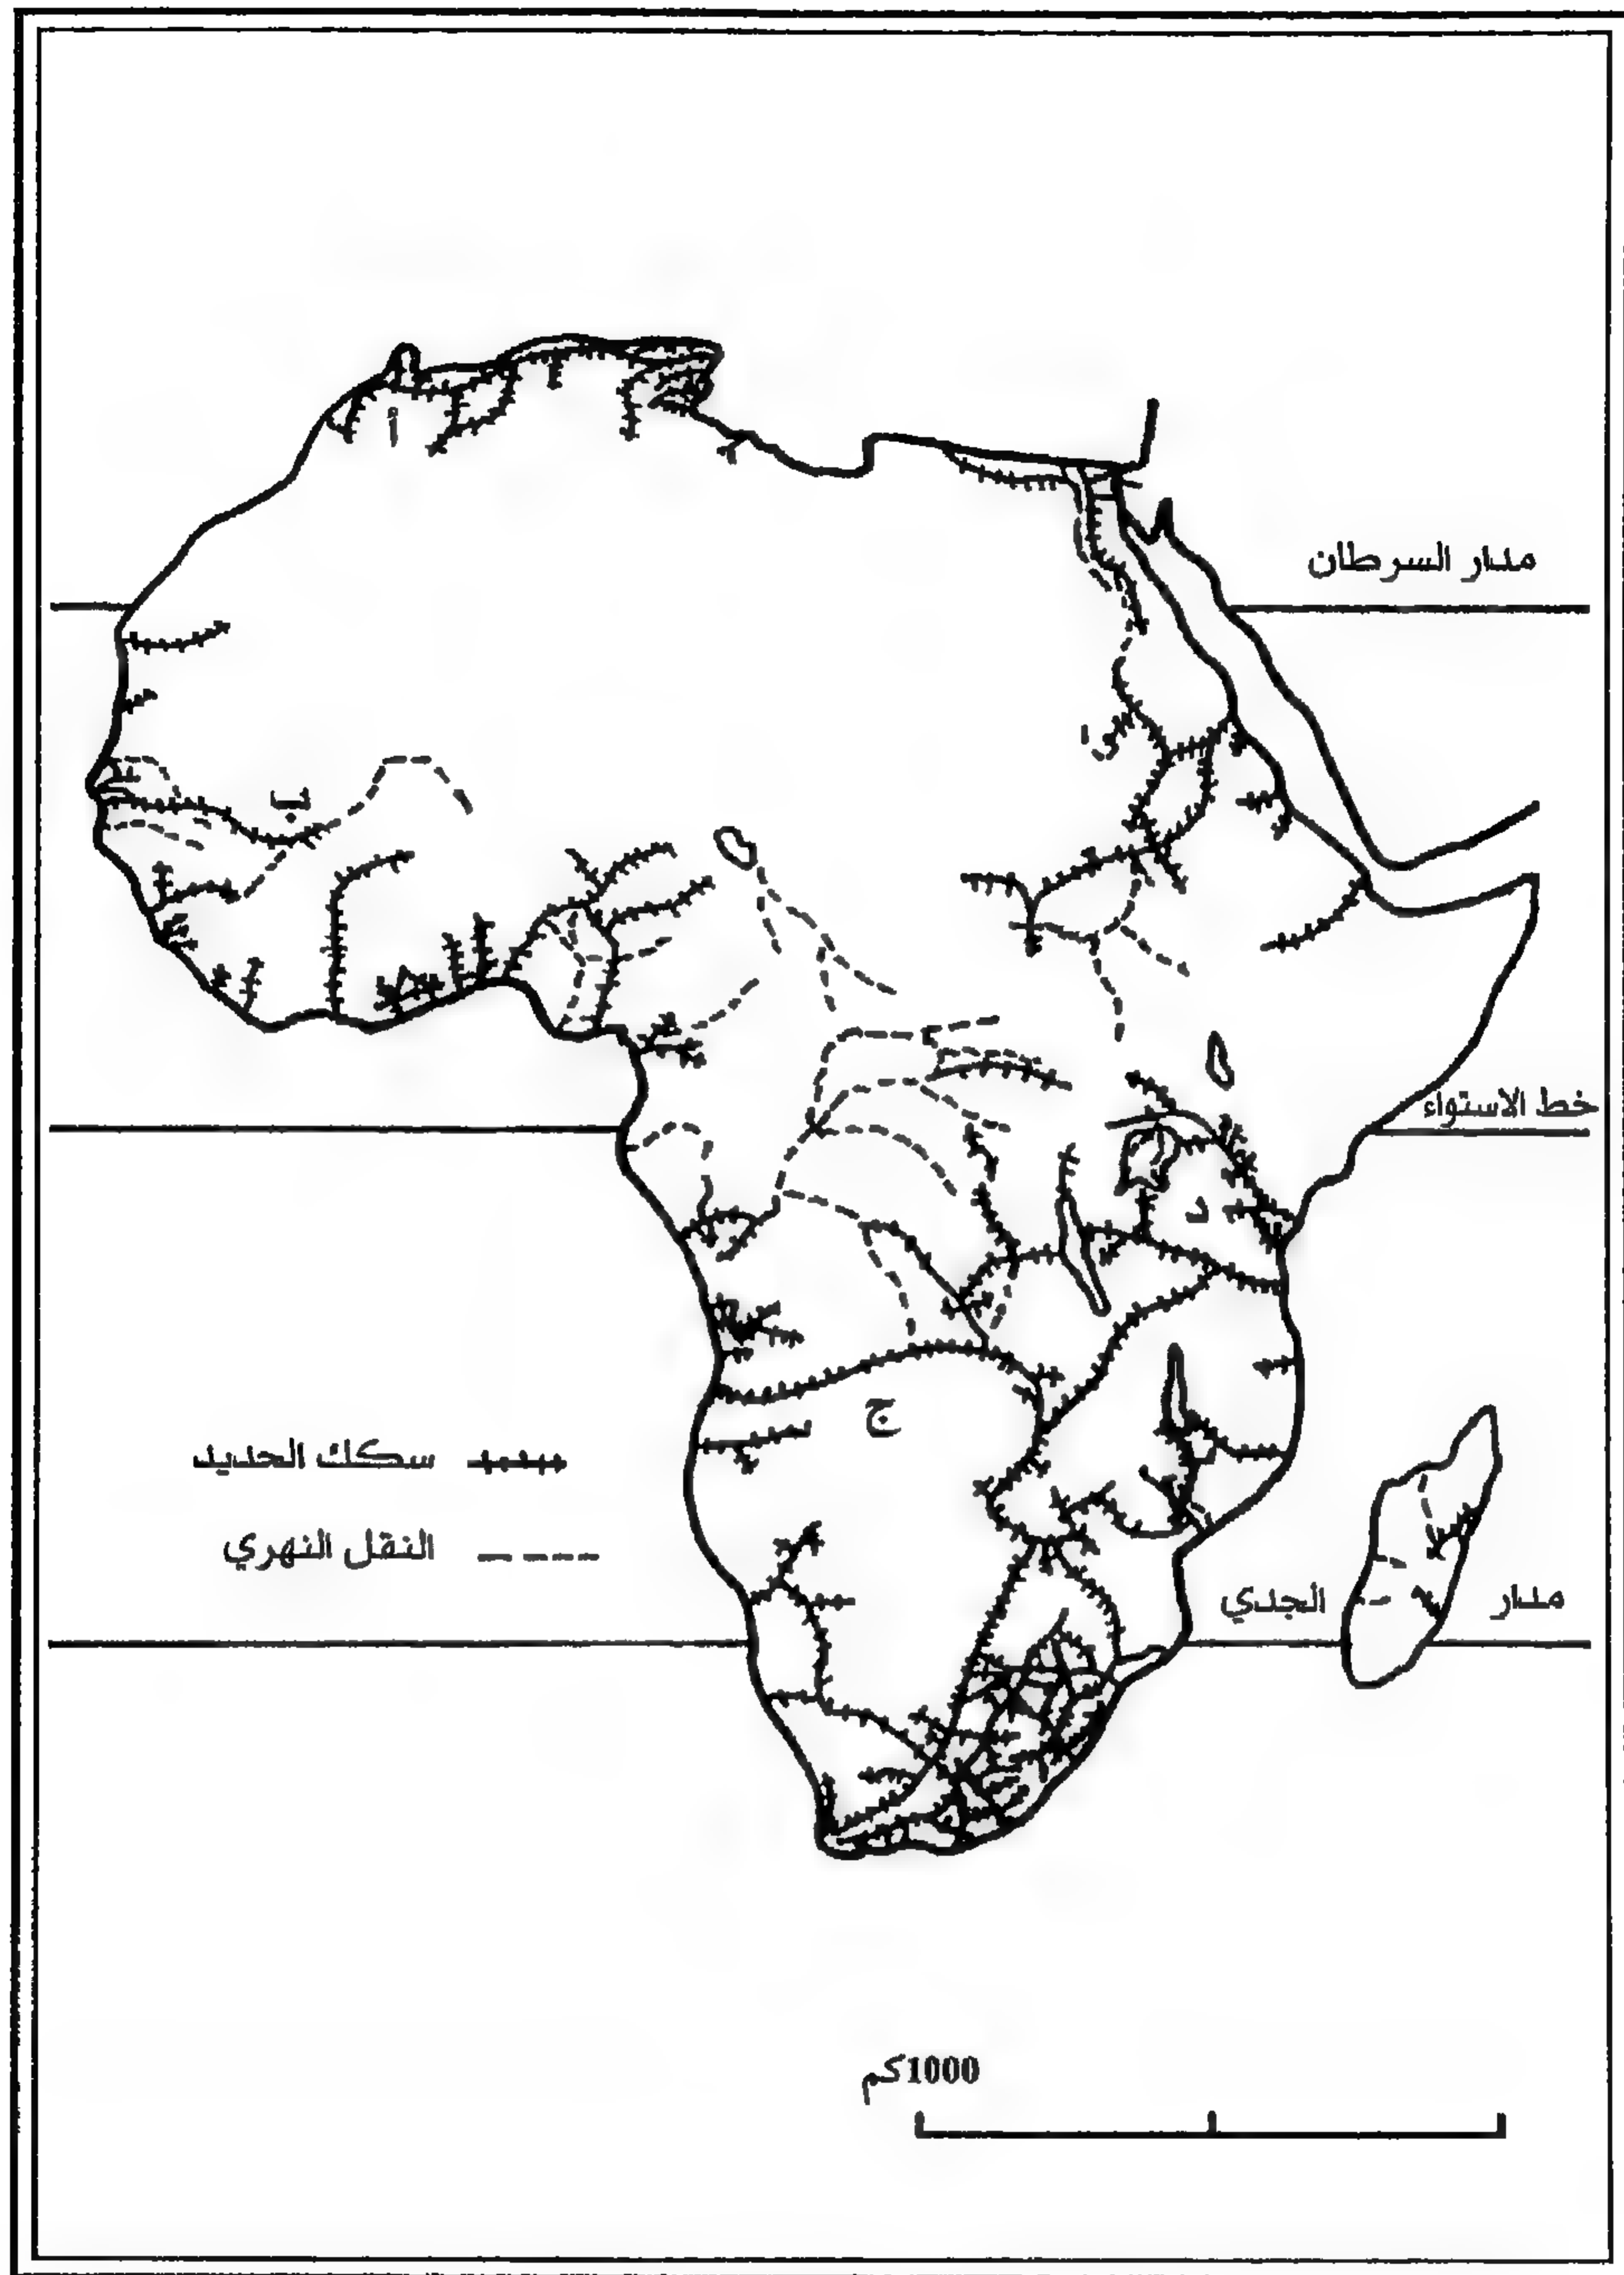 أ
مدار السرطان
ب
خط الاستواء
د
ج
سكك الحديد
النقل النهري
مدار الجدي
1000كم